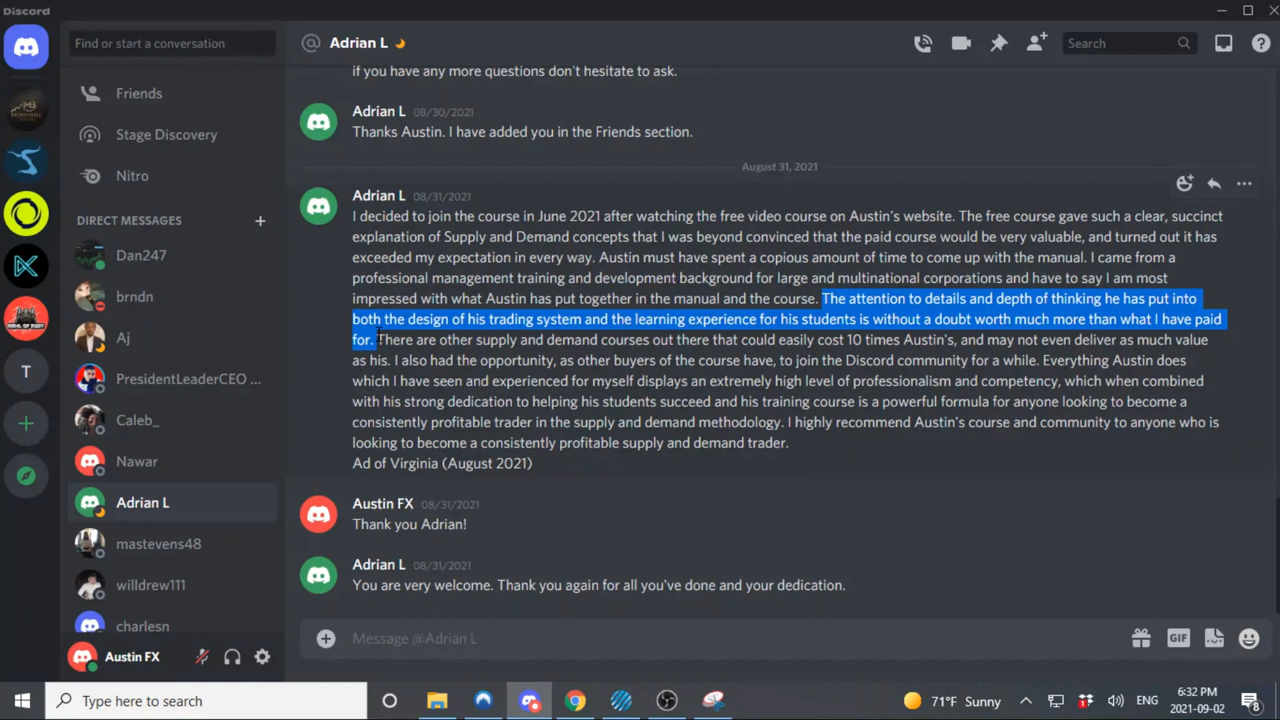 Discord
Find or start a conversation
Friends
Stage Discovery
Nitro
DIRECT MESSAGES
Dan247
brndn
Aj
PresidentLeaderCEO ...
Caleb_
Nawar
Adrian L
mastevens48
willdrew111
charlesn
T
Austin FX
Adrian L
Search
if you have any more questions don't hesitate to ask.
Adrian L 08/30/2021
Thanks Austin. I have added you in the Friends section.
August 31, 2021
Adrian L 08/31/2021
I decided to join the course in June 2021 after watching the free video course on Austin's website. The free course gave such a clear, succinct
explanation of Supply and Demand concepts that I was beyond convinced that the paid course would be very valuable, and turned out it has
exceeded my expectation in every way. Austin must have spent a copious amount of time to come up with the manual. I came from a
professional management training and development background for large and multinational corporations and have to say I am most
impressed with what Austin has put together in the manual and the course. The attention to details and depth of thinking he has put into
both the design of his trading system and the learning experience for his students is without a doubt worth much more than what I have paid
for. There are other supply and demand courses out there that could easily cost 10 times Austin's, and may not even deliver as much value
as his. I also had the opportunity, as other buyers of the course have, to join the Discord community for a while. Everything Austin does
which I have seen and experienced for myself displays an extremely high level of professionalism and competency, which when combined
with his strong dedication to helping his students succeed and his training course is a powerful formula for anyone looking to become a
consistently profitable trader in the supply and demand methodology. I highly recommend Austin's course and community to anyone who is
looking to become a consistently profitable supply and demand trader.
Ad of Virginia (August 2021)
Austin FX 08/31/2021
Thank you Adrian!
Adrian L 08/31/2021
You are very welcome. Thank you again for all you've done and your dedication.
Message @Adrian L
GIF
Type here to search
71°F Sunny
ENG
6:32 PM
2021-09-02
8